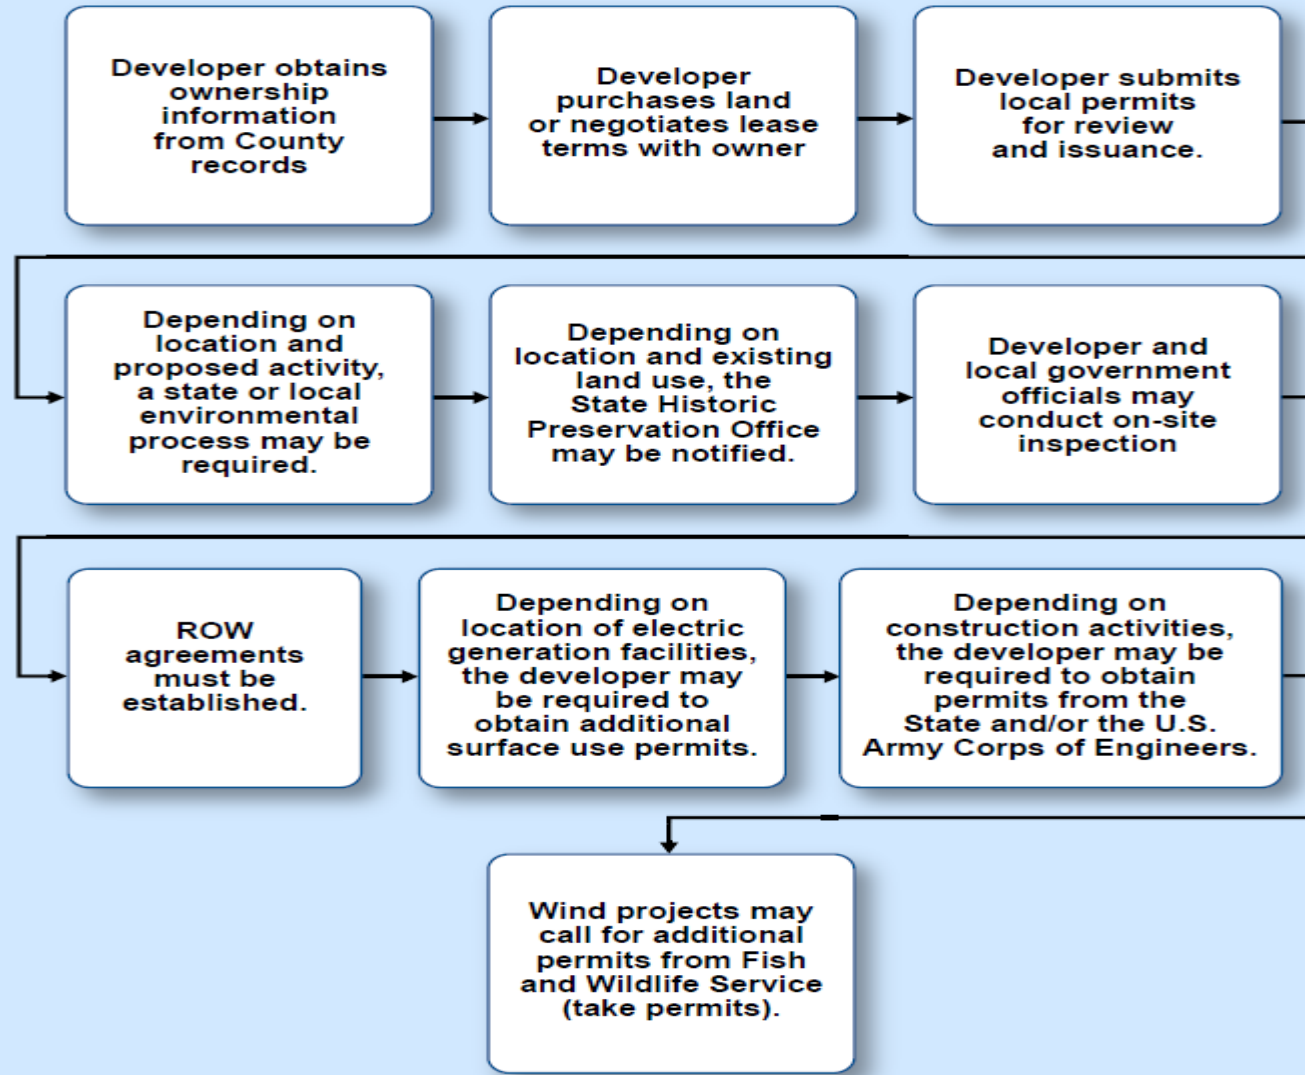 Developer obtains
ownership
information
from County
records
Developer
purchases land
or negotiates lease
terms with owner
Developer submits
local permits
for review
and issuance.
Depending on
location and
proposed activity,
a state or local
environmental
process may be
required.
Depending on
location and existing
land use, the
State Historic
Preservation Office
may be notified.
Developer and
local government
officials may
conduct on-site
inspection
ROW
agreements
must be
established.
Depending on
location of electric
generation facilities,
the developer may
be required to
obtain additional
surface use permits.
Depending on
construction activities,
the developer may be
required to obtain
permits from the
State and/or the U.S.
Army Corps of Engineers.
Wind projects may
call for additional
permits from Fish
and Wildlife Service
(take permits).